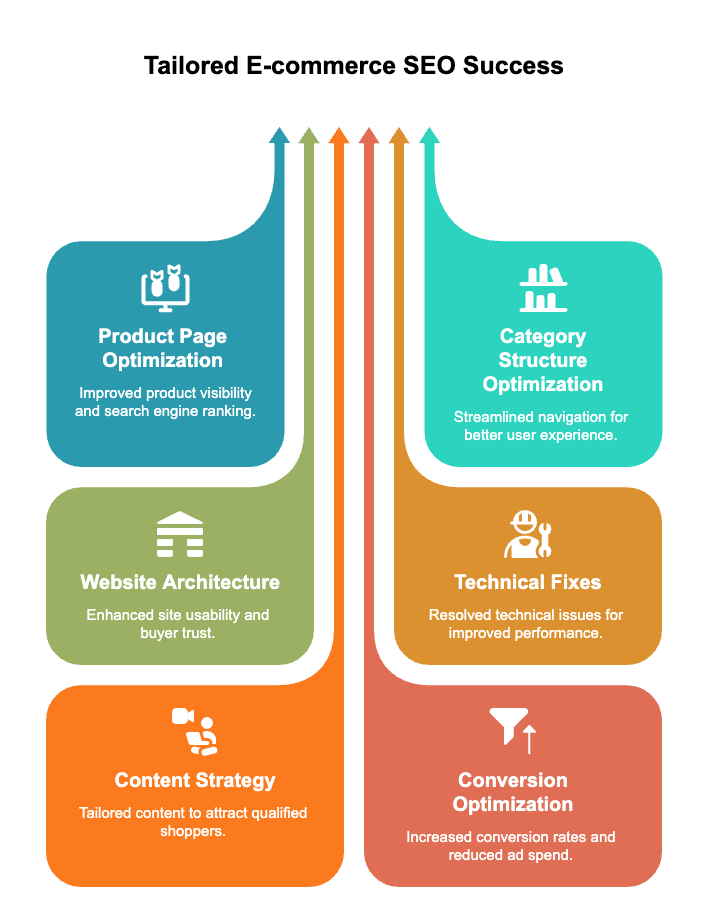 Tailored E-commerce SEO Success
Product Page
Optimization
Improved product visibility
and search engine ranking.
Category
Structure
Optimization
Streamlined navigation for
better user experience.
Website Architecture
Enhanced site usability and
buyer trust.
Technical Fixes
Resolved technical issues for
improved performance.
Content Strategy
Tailored content to attract qualified
shoppers.
Conversion
Optimization
Increased conversion rates and
reduced ad spend.